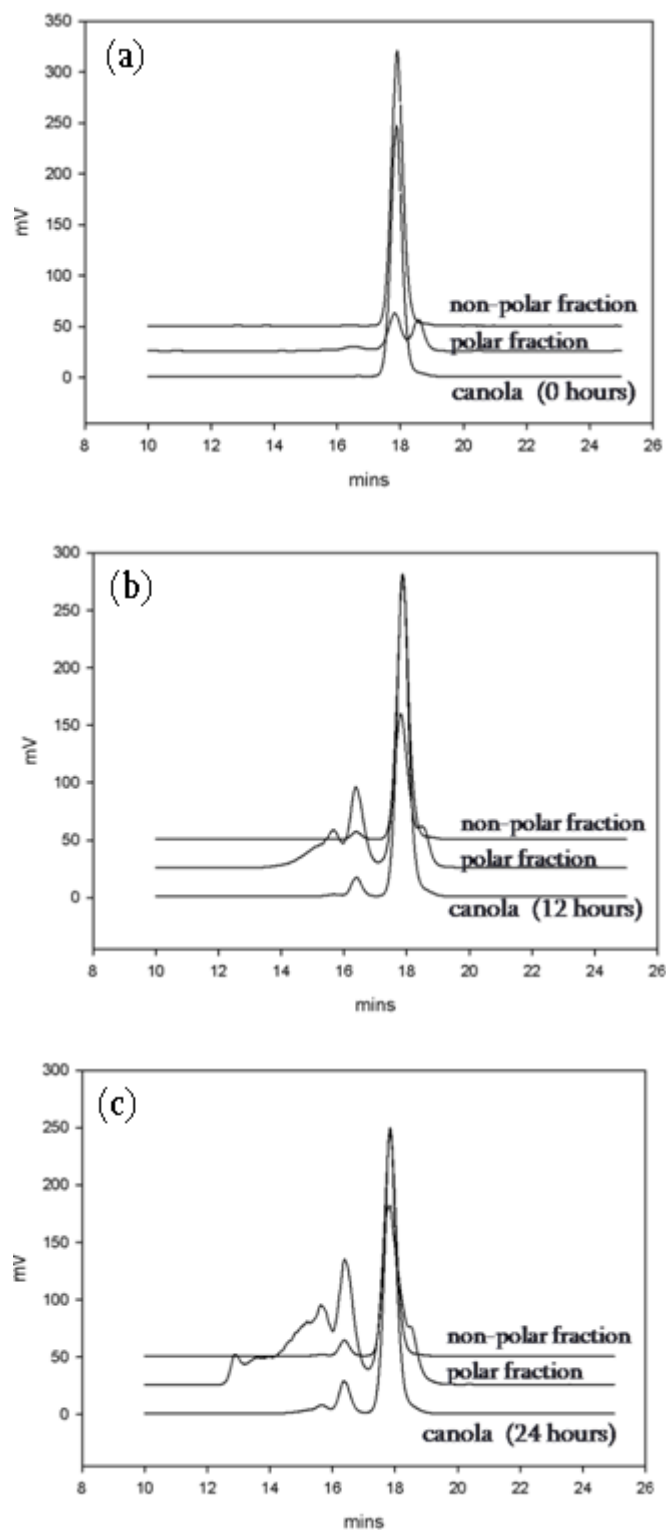 (a)
350
300
250
200
150
100
50
0
mV
non-polar fraction
polar fraction
canola (0 hours)
8 10 12 14 16 18 20 22 24 26
mins
(b)
300
250
200
150
100
50
0
mV
non-polar fraction
polar fraction
canola (12 hours)
8 10 12 14 16 18 20 22 24 26
mins
(c)
300
250
200
150
100
50
0
mV
non-polar fraction
polar fraction
canola (24 hours)
8 10 12 14 16 18 20 22 24 26
mins